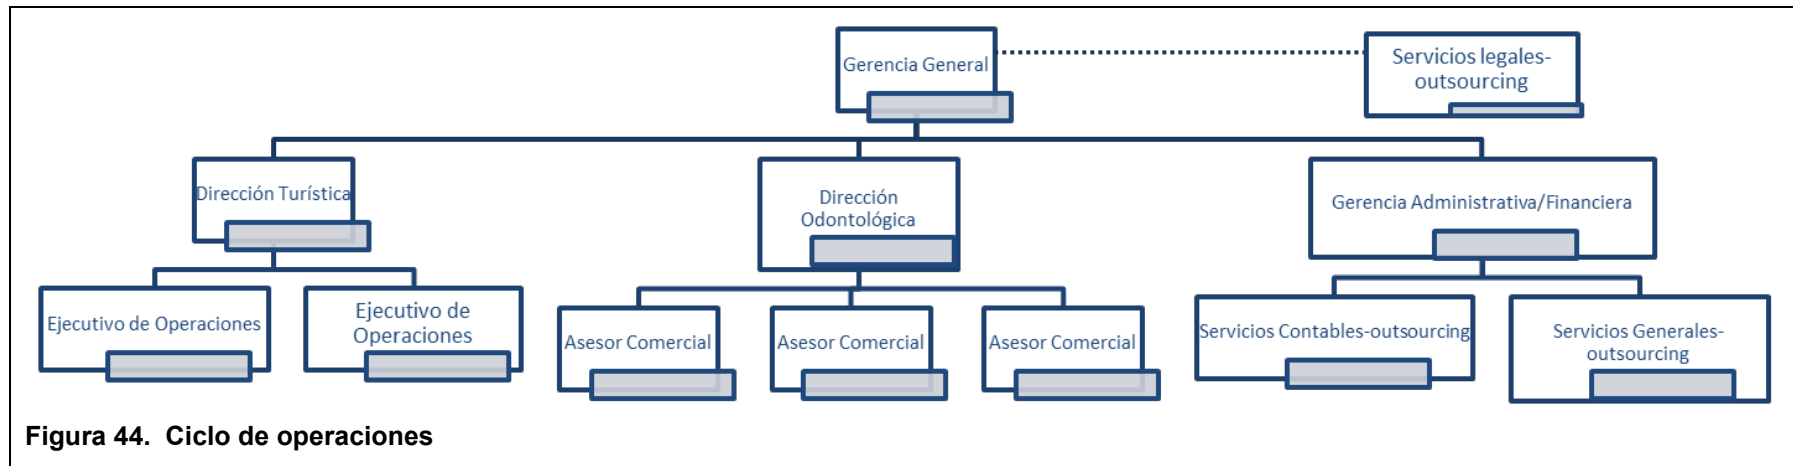 Gerencia General
Servicios legales-
outsourcing
Dirección Turística
Dirección
Odontológica
Gerencia Administrativa/Financiera
Ejecutivo de Operaciones
Ejecutivo de
Operaciones
Asesor Comercial
Asesor Comercial
Asesor Comercial
Servicios Contables-outsourcing
Servicios Generales-
outsourcing
Figura 44.  Ciclo de operaciones